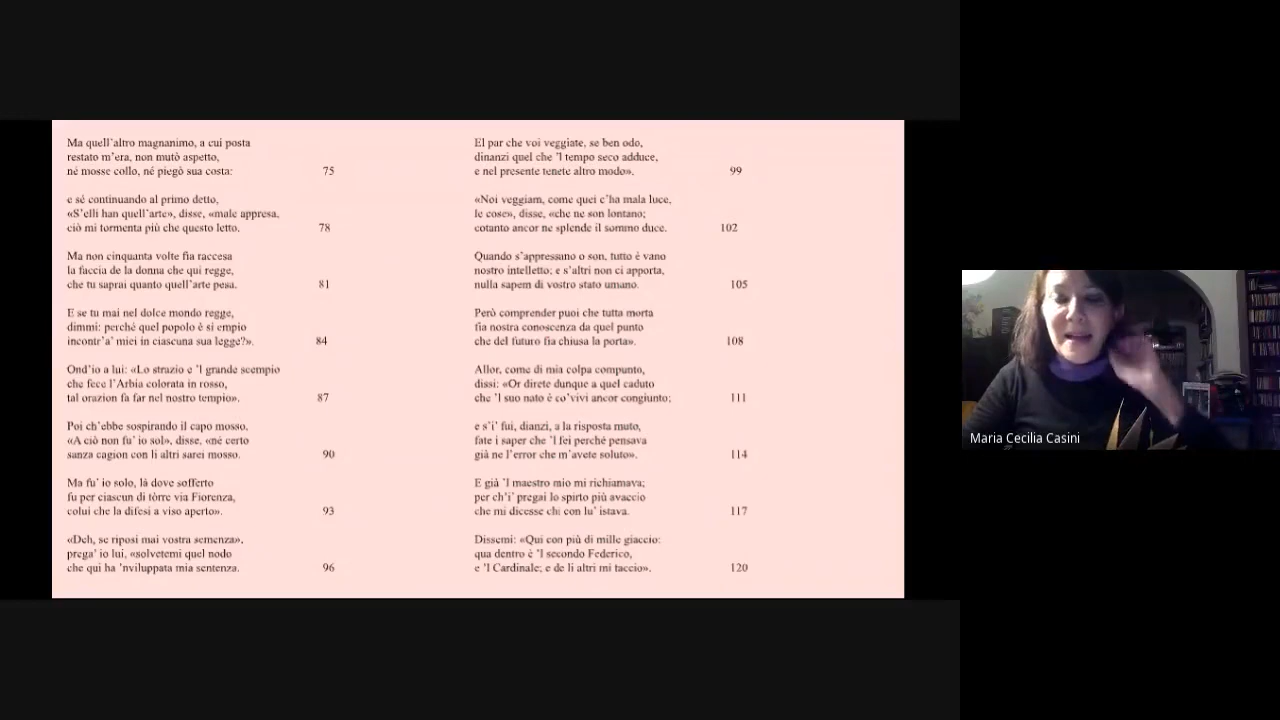 Ma quell'altro magnanimo, a cui posta
restato m'era, non mutò aspetto,
né mosse collo, né piegò sua costa:
75
e sé continuando al primo detto,
«S'elli han quell'arte», disse, «male appresa,
ciò mi tormenta più che questo letto.
78
Ma non cinquanta volte fia raccesa
la faccia de la donna che qui regge,
che tu saprai quanto quell'arte pesa.
81
E se tu mai nel dolce mondo regge,
dimmi: perché quel popolo è sì empio
incontr'a' miei in ciascuna sua legge?».
84
Ond'io a lui: «Lo strazio e 'l grande scempio
che fece l'Arbia colorata in rosso,
tal orazion fa far nel nostro tempio».
87
Poi ch'ebbe sospirando il capo mosso,
«A ciò non fu' io sol», disse, «né certo
sanza cagion con li altri sarei mosso.
90
Ma fu' io solo, là dove sofferto
fu per ciascun di tòrre via Fiorenza,
colui che la difesi a viso aperto».
93
«Deh, se riposi mai vostra semenza»,
prega' io lui, «solvetemi quel nodo
che qui ha 'nviluppata mia sentenza.
96
El par che voi veggiate, se ben odo,
dinanzi quel che 'l tempo seco adduce,
e nel presente tenete altro modo».
99
«Noi veggiam, come quei c'ha mala luce,
le cose», disse, «che ne son lontano;
cotanto ancor ne splende il sommo duce.
102
Quando s'appressano o son, tutto è vano
nostro intelletto; e s'altri non ci apporta,
nulla sapem di vostro stato umano.
105
Però comprender puoi che tutta morta
fia nostra conoscenza da quel punto
che del futuro fia chiusa la porta».
108
Allor, come di mia colpa compunto,
dissi: «Or direte dunque a quel caduto
che 'l suo nato è co'vivi ancor congiunto;
111
e s'i' fui, dianzi, a la risposta muto,
fate i saper che 'l fei perché pensava
già ne l'error che m'avete soluto».
114
E già 'l maestro mio mi richiamava;
per ch'i' pregai lo spirto più avaccio
che mi dicesse chi con lu' istava.
117
Dissemi: «Qui con più di mille giaccio:
qua dentro è 'l secondo Federico,
e 'l Cardinale; e de li altri mi taccio».
120
Maria Cecilia Casini